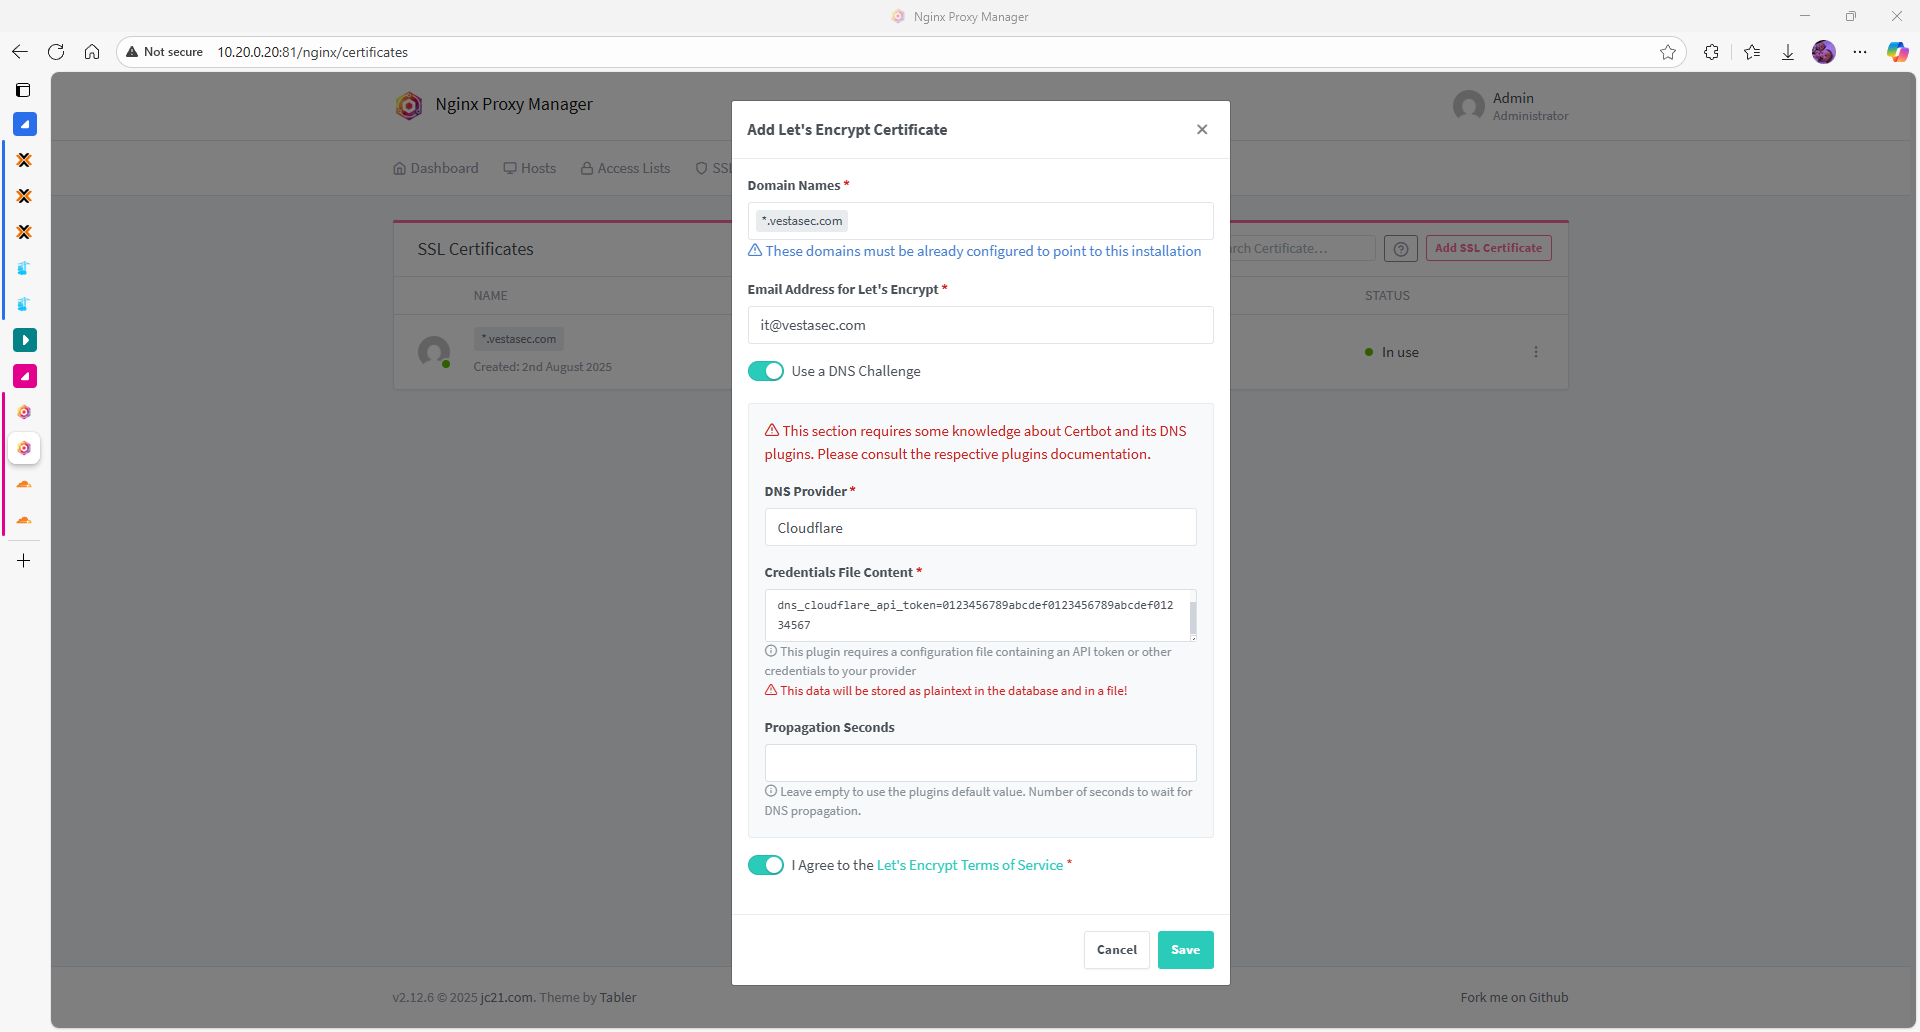 Nginx Proxy Manager
Not secure 10.20.0.20:81/nginx/certificates
Nginx Proxy Manager
Admin
Administrator
Dashboard Hosts Access Lists
SSL Certificates
Certificate...
Add SSL Certificate
NAME
STATUS
*.vestasec.com
Created: 2nd August 2025
In use
Add Let's Encrypt Certificate
Domain Names *
*.vestasec.com
These domains must be already configured to point to this installation
Email Address for Let's Encrypt *
it@vestasec.com
Use a DNS Challenge
This section requires some knowledge about Certbot and its DNS
plugins. Please consult the respective plugins documentation.
DNS Provider *
Cloudflare
Credentials File Content *
dns_cloudflare_api_token=0123456789abcdef0123456789abcdef012
34567
This plugin requires a configuration file containing an API token or other
credentials to your provider
This data will be stored as plaintext in the database and in a file!
Propagation Seconds
Leave empty to use the plugins default value. Number of seconds to wait for
DNS propagation.
I Agree to the Let's Encrypt Terms of Service *
Cancel
Save
v2.12.6 © 2025 jc21.com. Theme by Tabler
Fork me on Github